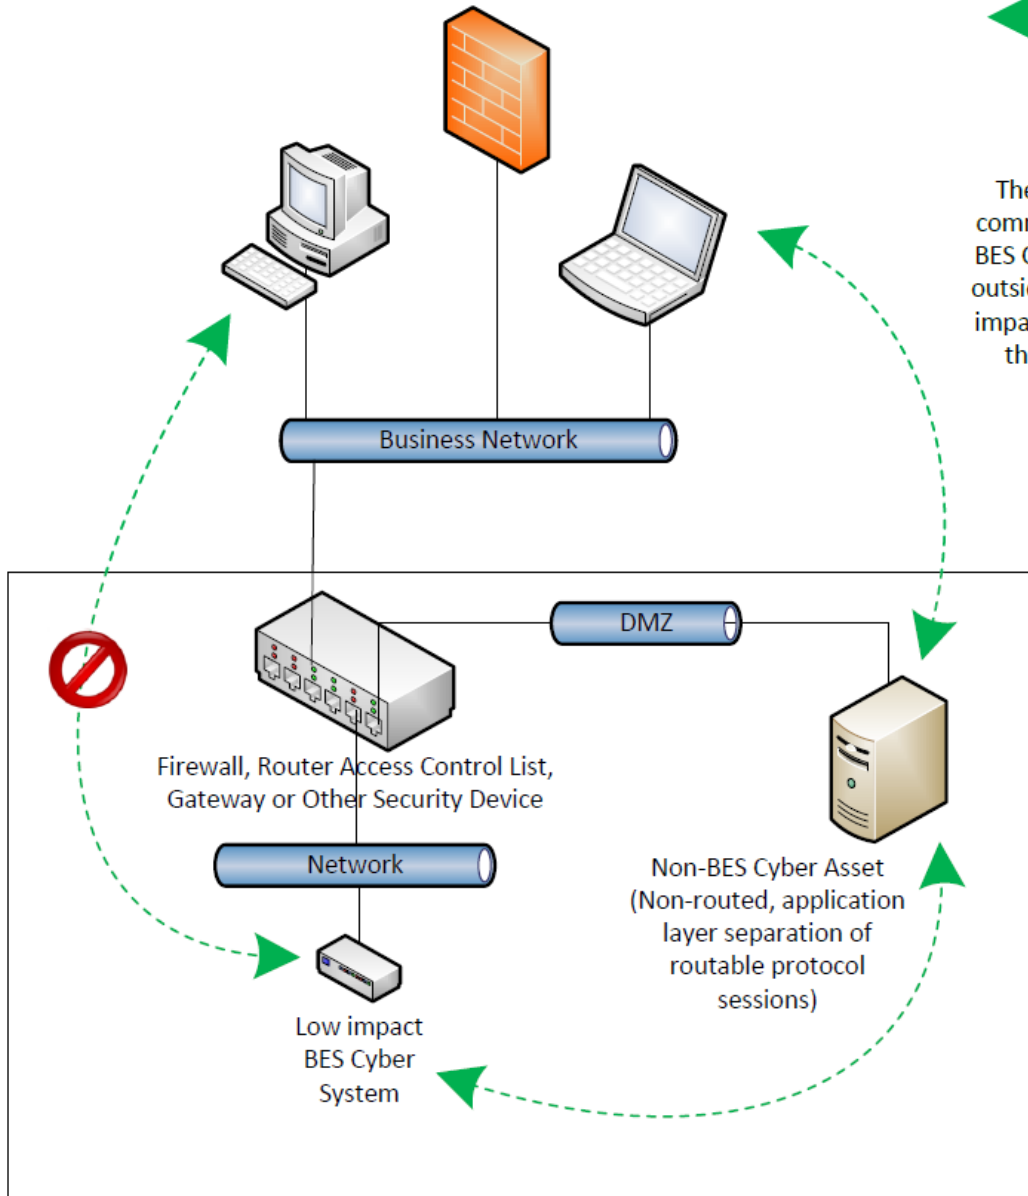 The
comm
BES C
outsid
impa
th
Business Network
DMZ
Firewall, Router Access Control List,
Gateway or Other Security Device
Network
Non-BES Cyber Asset
(Non-routed, application
layer separation of
routable protocol
sessions)
Low impact
BES Cyber
System